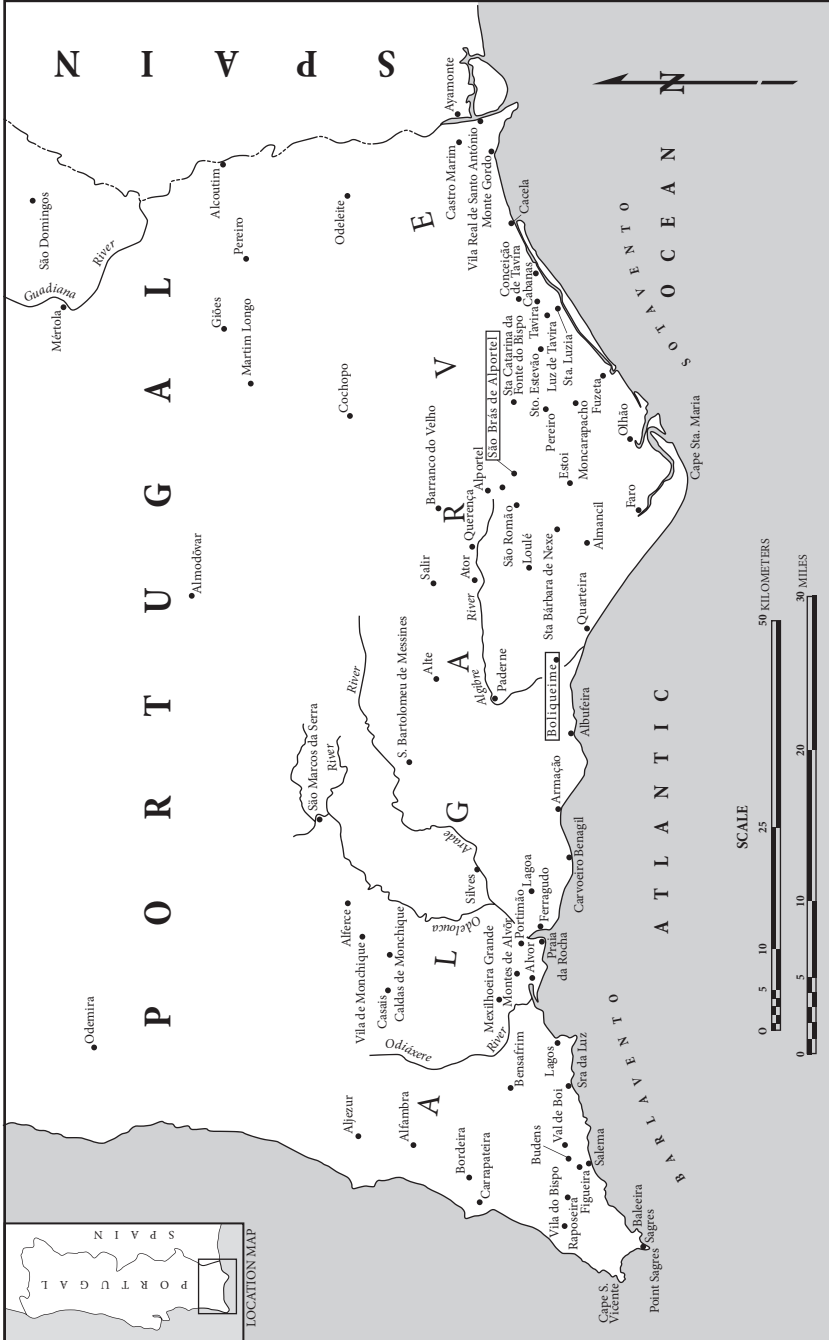 SPAIN
PORTUGAL
ALGARVE
ATLANTIC OCEAN
BARLAVENTO
SOTAVENTO
N
LOCATION MAP
PORTUGAL
SPAIN
Odemira
Almodôvar
Mértola
São Domingos
Guadiana
River
Alcoutim
Pereiro
Giões
Martim Longo
Odeleite
Cochopo
São Marcos da Serra
River
River
Alferce
Vila de Monchique
Casais
Caldas de Monchique
Aljezur
Alfambra
Bordeira
Carrapateira
Odiáxere
River
Bensafrim
Mexilhoeira Grande
Montes de Alvôr
Alvor
Portimão
Praia
da Rocha
Ferragudo
Lagoa
Odelouca
Silves
Arade
S. Bartolomeu de Messines
Alte
Salir
Barranco do Velho
Algibre
River
Paderne
Ator
Querença
Alportel
São Brás de Alportel
São Romão
Loulé
Sta Bárbara de Nexe
Boliqueime
Albufeira
Armação
Carvoeiro
Benagil
Quarteira
Almancil
Estoi
Faro
Olhão
Cape Sta. Maria
Moncarapacho
Fuzeta
Pereiro
Sto. Estevão
Luz de Tavira
Sta. Luzia
Tavira
Sta Catarina da
Fonte do Bispo
Conceição
de Tavira
Cabanas
Cacela
Monte Gordo
Vila Real de Santo António
Castro Marim
Ayamonte
Lagos
Sra da Luz
Val de Boi
Budens
Salema
Figueira
Raposeira
Vila do Bispo
Baleeira
Sagres
Point Sagres
Cape S.
Vicente
SCALE
0 5 10 25 50 KILOMETERS
0 5 10 20 30 MILES